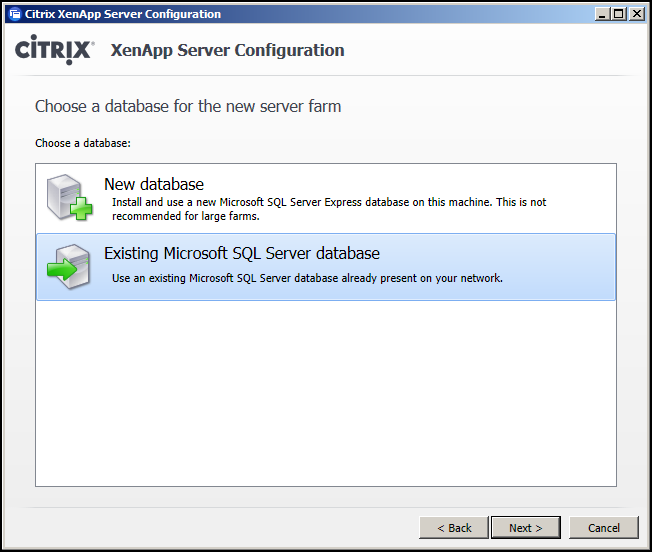 Citrix XenApp Server Configuration
CİTRIX® XenApp Server Configuration
Choose a database for the new server farm
Choose a database:
New database
Install and use a new Microsoft SQL Server Express database on this machine. This is not
recommended for large farms.
Existing Microsoft SQL Server database
Use an existing Microsoft SQL Server database already present on your network.
< Back Next > Cancel